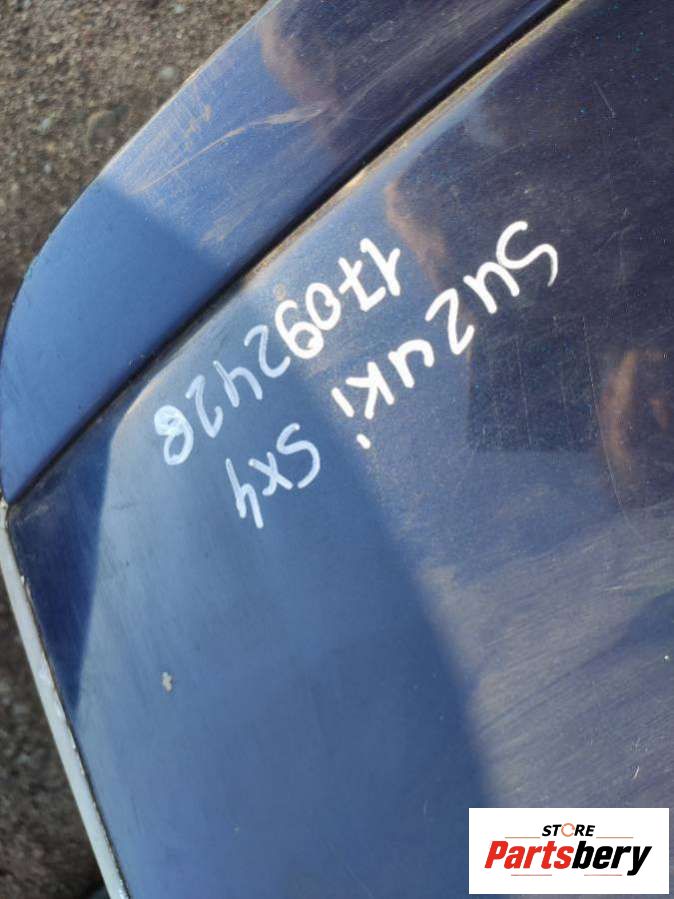 Suzuki Sx4
17092428
STORE
Partsbery